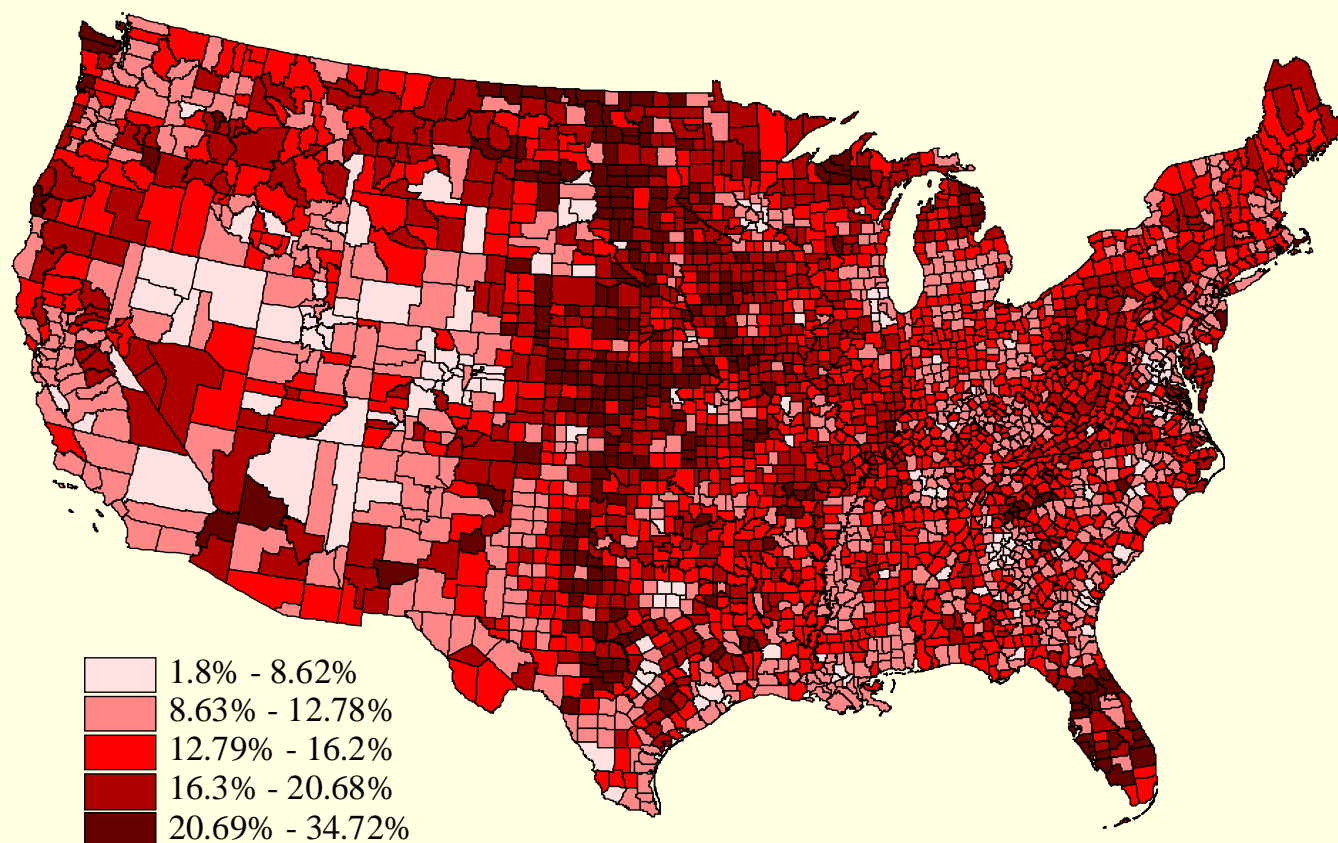 1.8% - 8.62%
8.63% - 12.78%
12.79% - 16.2%
16.3% - 20.68%
20.69% - 34.72%